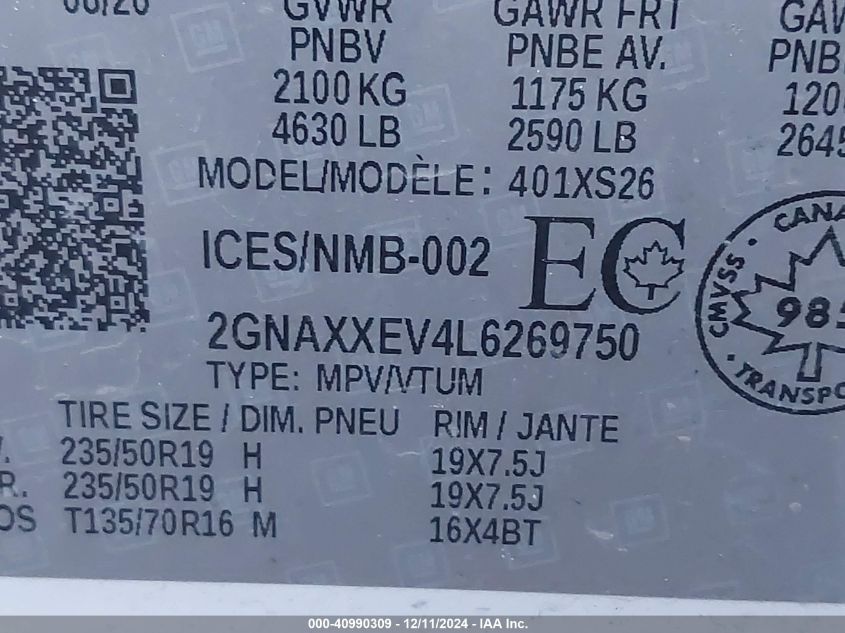 GVWR GAWR FRT
PNBV PNBE AV.
2100 KG 1175 KG
4630 LB 2590 LB
MODEL/MODÈLE: 401XS26
ICES/NMB-002 EC
2GNAXXEV4L6269750
TYPE: MPV/VTUM
CMVSS
TIRE SIZE / DIM. PNEU RIM / JANTE
235/50R19 H 19X7.5J
R. 235/50R19 H 19X7.5J
T135/70R16 M 16X4BT
000-40990309 - 12/11/2024 - IAA Inc.